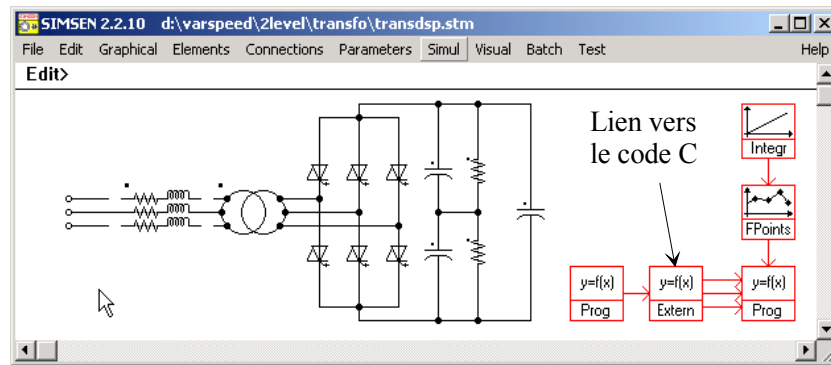 SIMSEN 2.2.10 d:\varspeed\2level\transfo\transdsp.stm
File Edit Graphical Elements Connections Parameters Simul Visual Batch Test Help
Edit>
Lien vers
le code C
Integr
FPoints
y=f(x) y=f(x) y=f(x)
Prog Extern Prog